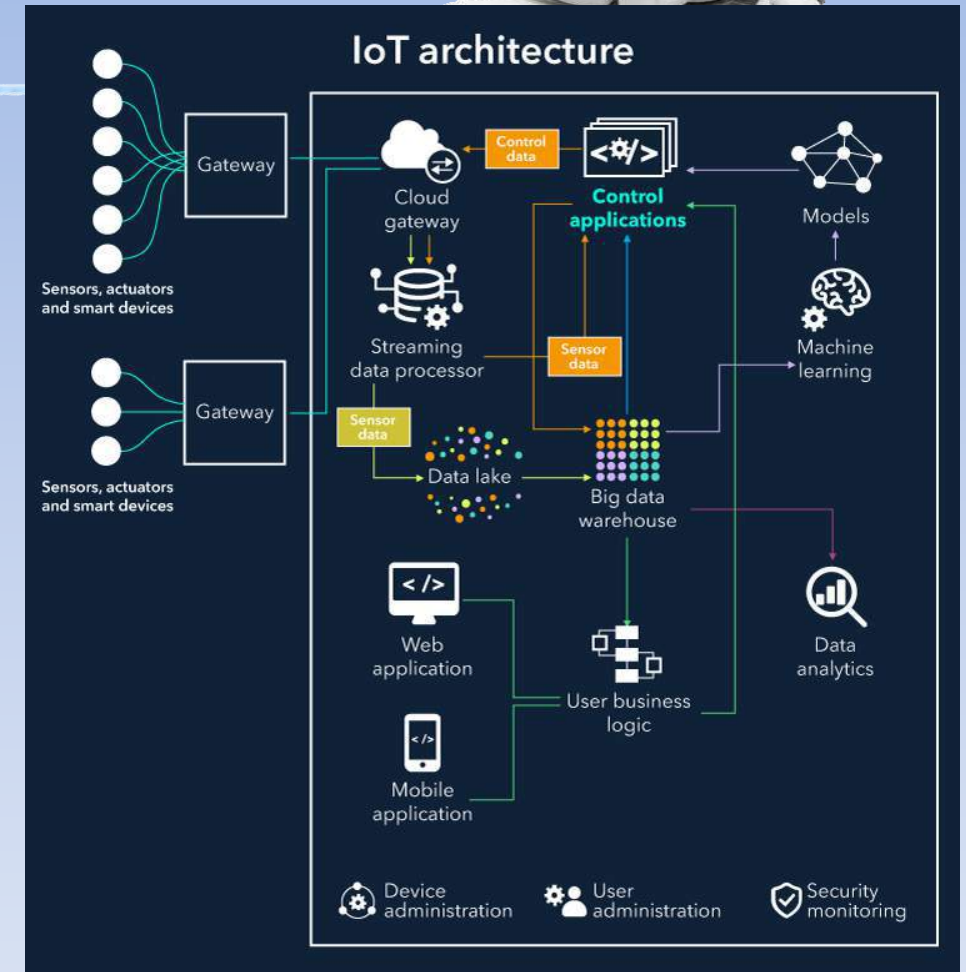 IoT architecture
Gateway
Sensors, actuators
and smart devices
Gateway
Sensors, actuators
and smart devices
Cloud
gateway
Control
data
</>
Control
applications
Models
Streaming
data processor
Sensor
data
Machine
learning
Sensor
data
Data lake
Big data
warehouse
</>
Web
application
User business
logic
Data
analytics
</>
Mobile
application
Device
administration
User
administration
Security
monitoring